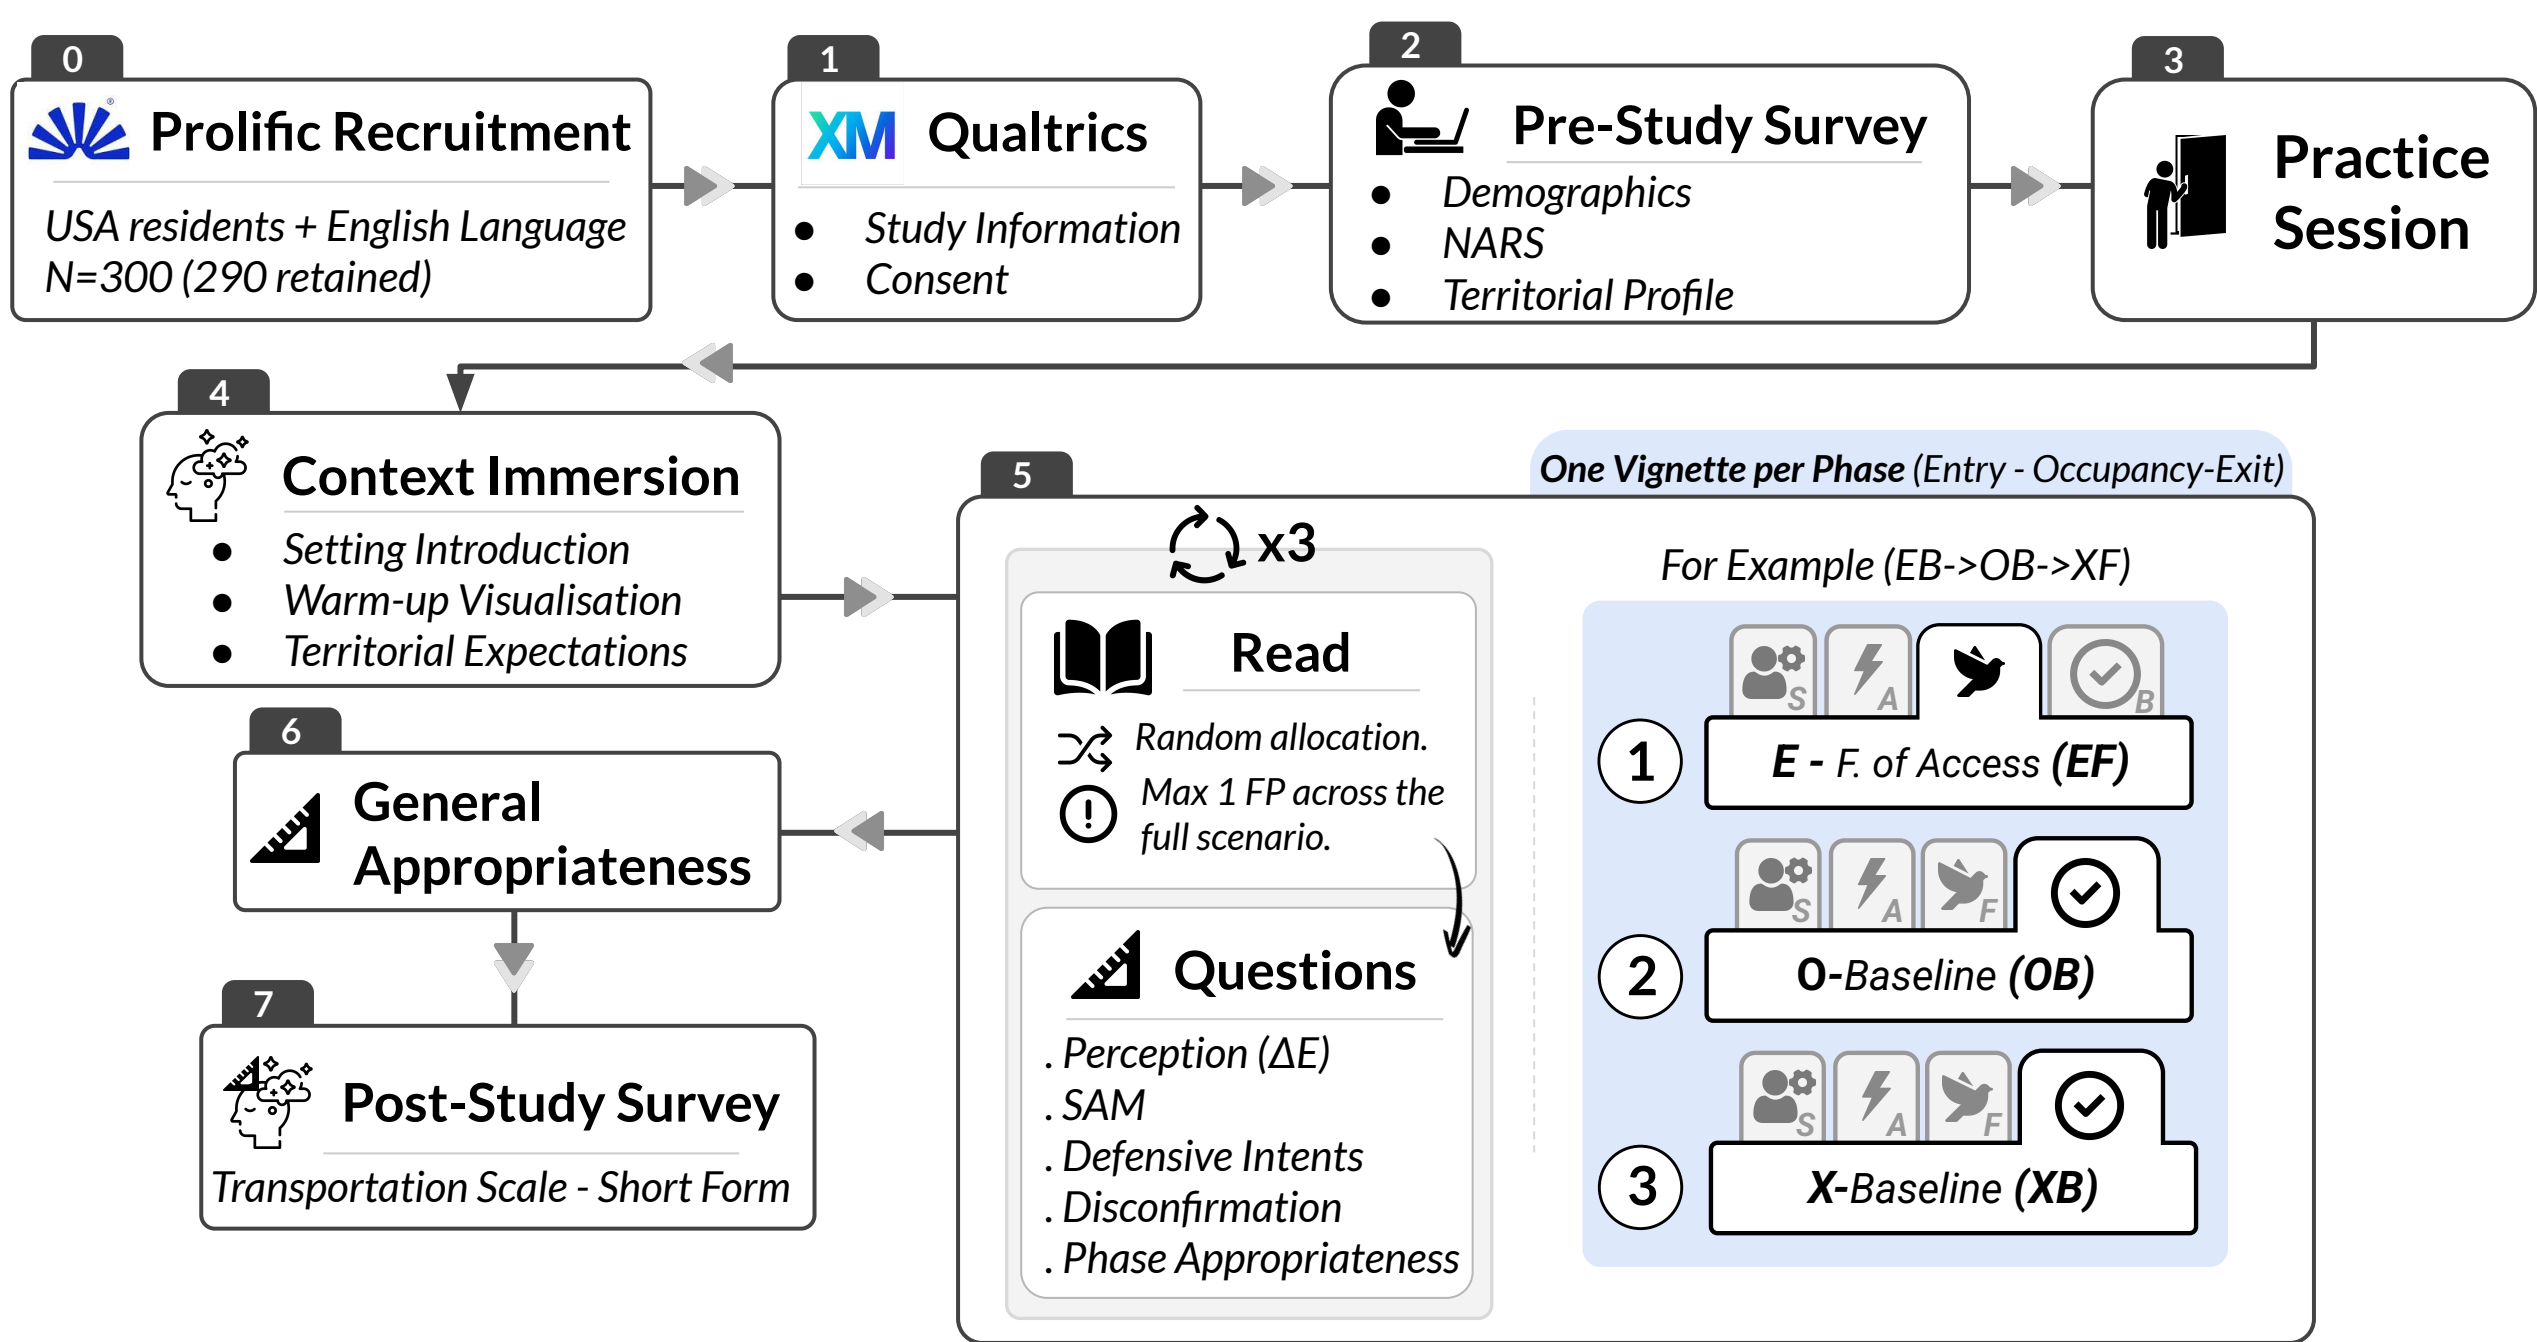 0
Prolific Recruitment
USA residents + English Language
N=300 (290 retained)
1
XM Qualtrics
● Study Information
● Consent
2
Pre-Study Survey
● Demographics
● NARS
● Territorial Profile
3
Practice
Session
4
Context Immersion
● Setting Introduction
● Warm-up Visualisation
● Territorial Expectations
5
One Vignette per Phase (Entry - Occupancy-Exit)
x3
Read
Random allocation.
Max 1 FP across the
full scenario.
Questions
. Perception (ΔE)
. SAM
. Defensive Intents
. Disconfirmation
. Phase Appropriateness
For Example (EB->OB->XF)
S A B
1 E - F. of Access (EF)
S A F
2 O-Baseline (OB)
S A F
3 X-Baseline (XB)
6
General
Appropriateness
7
Post-Study Survey
Transportation Scale - Short Form